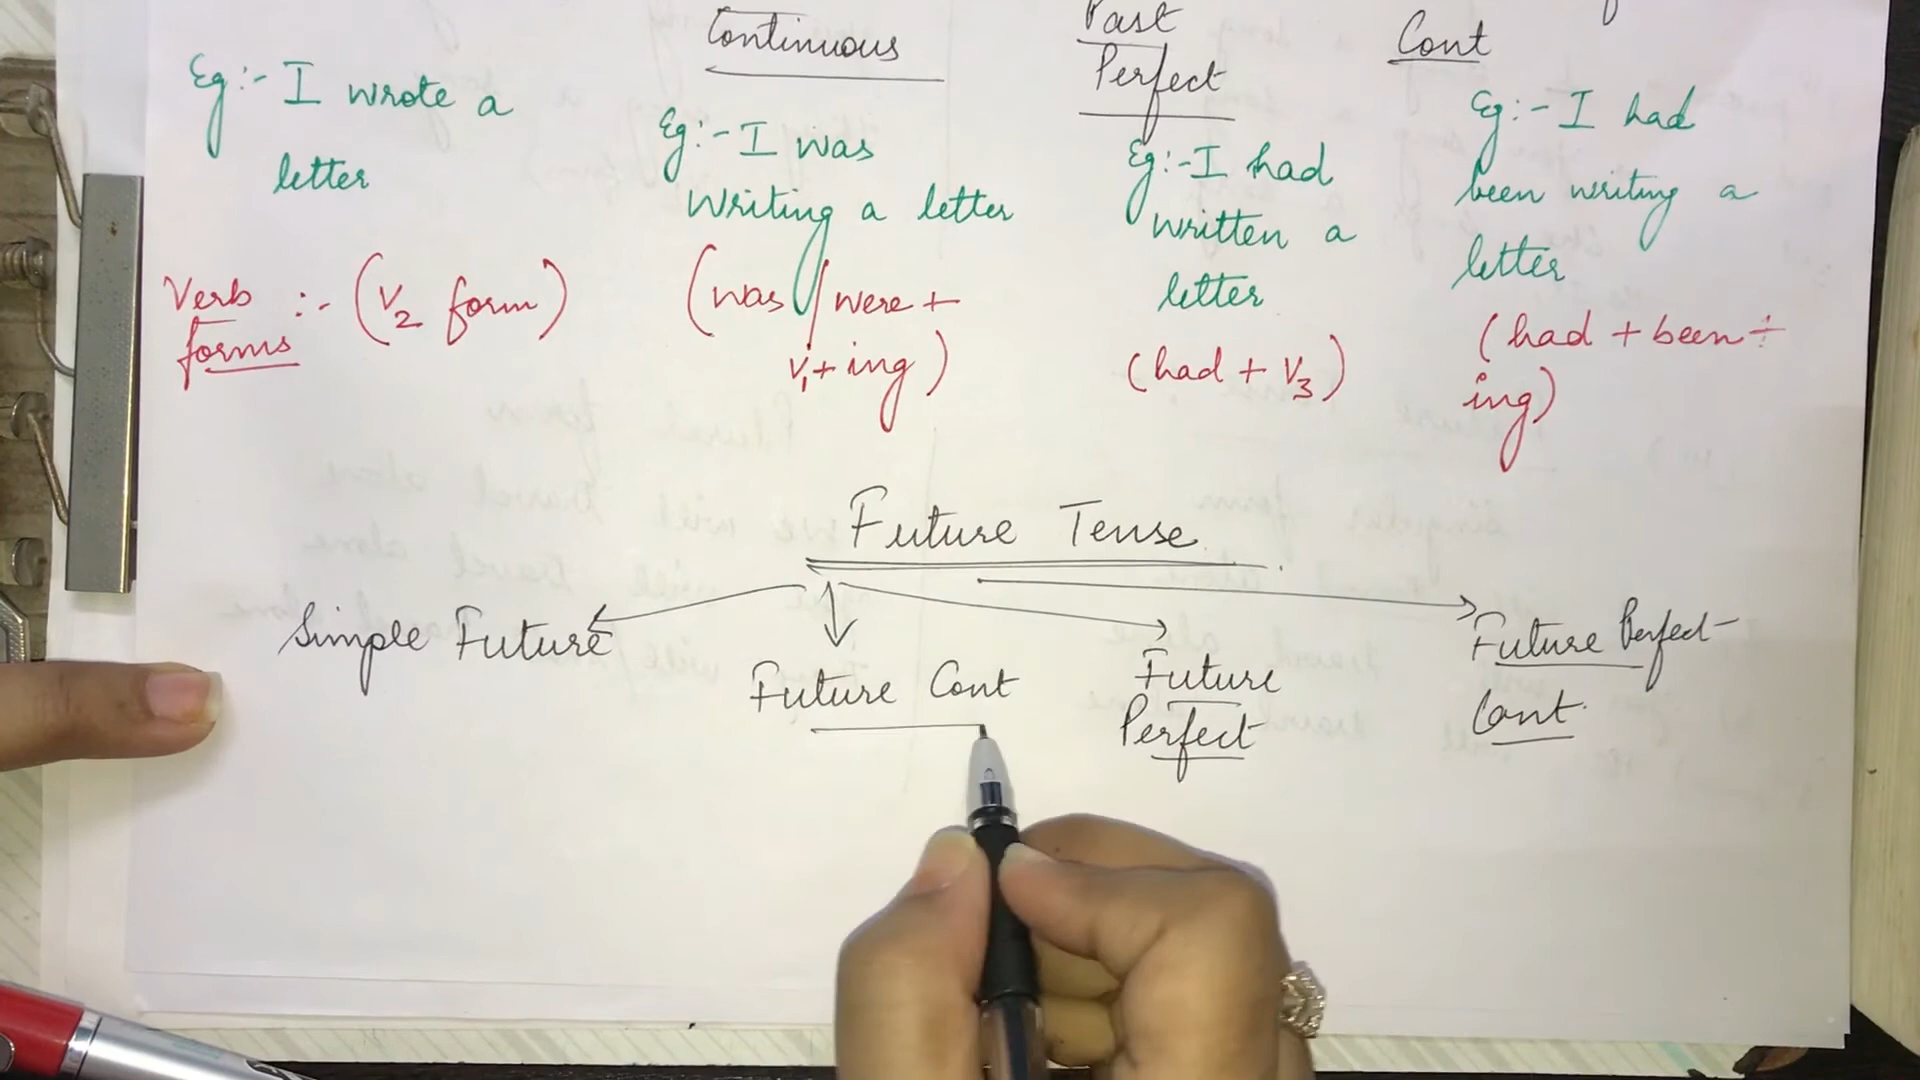 Continuous
Past
Perfect
Cont
Eg:- I wrote a
letter
Eg:- I was
writing a letter
Eg:- I had
written a
letter
Eg:- I had
been writing a
letter
Verb
forms :- (V2 form)
(was/were +
V1+ ing)
(had + V3)
(had + been +
ing)
Future Tense
Simple Future
Future Cont
Future
Perfect
Future Perfect-
Cont.